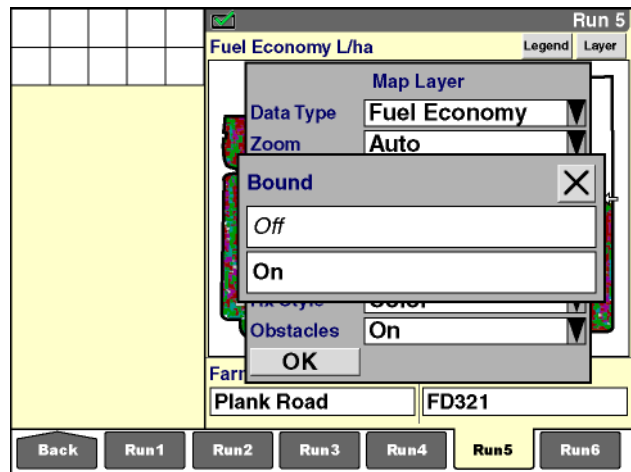 Run 5
Fuel Economy L/ha
Legend
Layer
Map Layer
Data Type Fuel Economy
Zoom Auto
Bound
Off
On
Obstacles On
OK
Plank Road
FD321
Back
Run1
Run2
Run3
Run4
Run5
Run6